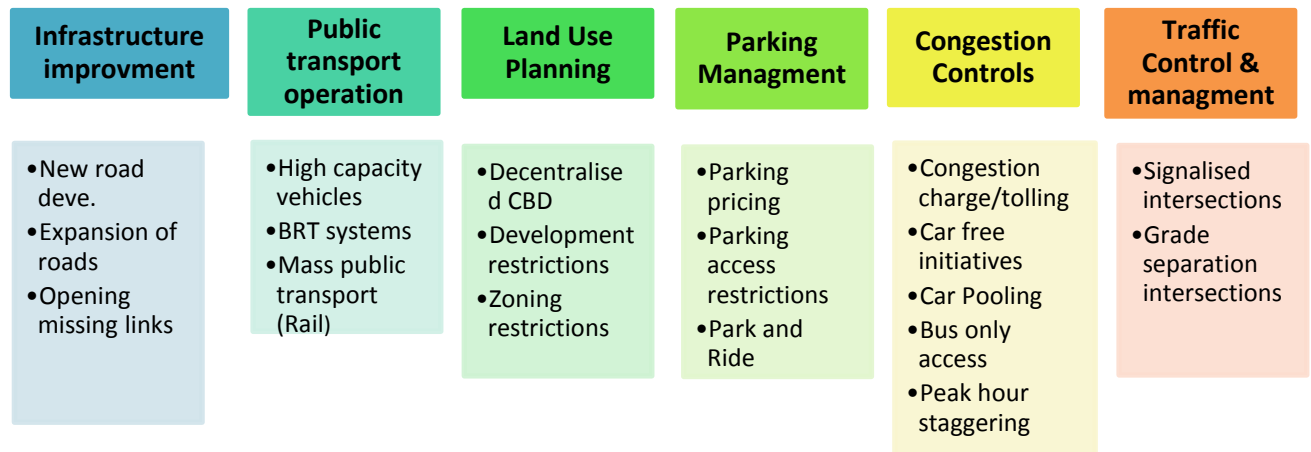 Infrastructure
improvment
•New road
deve.
•Expansion of
roads
•Opening
missing links
Public
transport
operation
•High capacity
vehicles
•BRT systems
•Mass public
transport
(Rail)
Land Use
Planning
•Decentralise
d CBD
•Development
restrictions
•Zoning
restrictions
Parking
Managment
•Parking
pricing
•Parking
access
restrictions
•Park and
Ride
Congestion
Controls
•Congestion
charge/tolling
•Car free
initiatives
•Car Pooling
•Bus only
access
•Peak hour
staggering
Traffic
Control &
managment
•Signalised
intersections
•Grade
separation
intersections